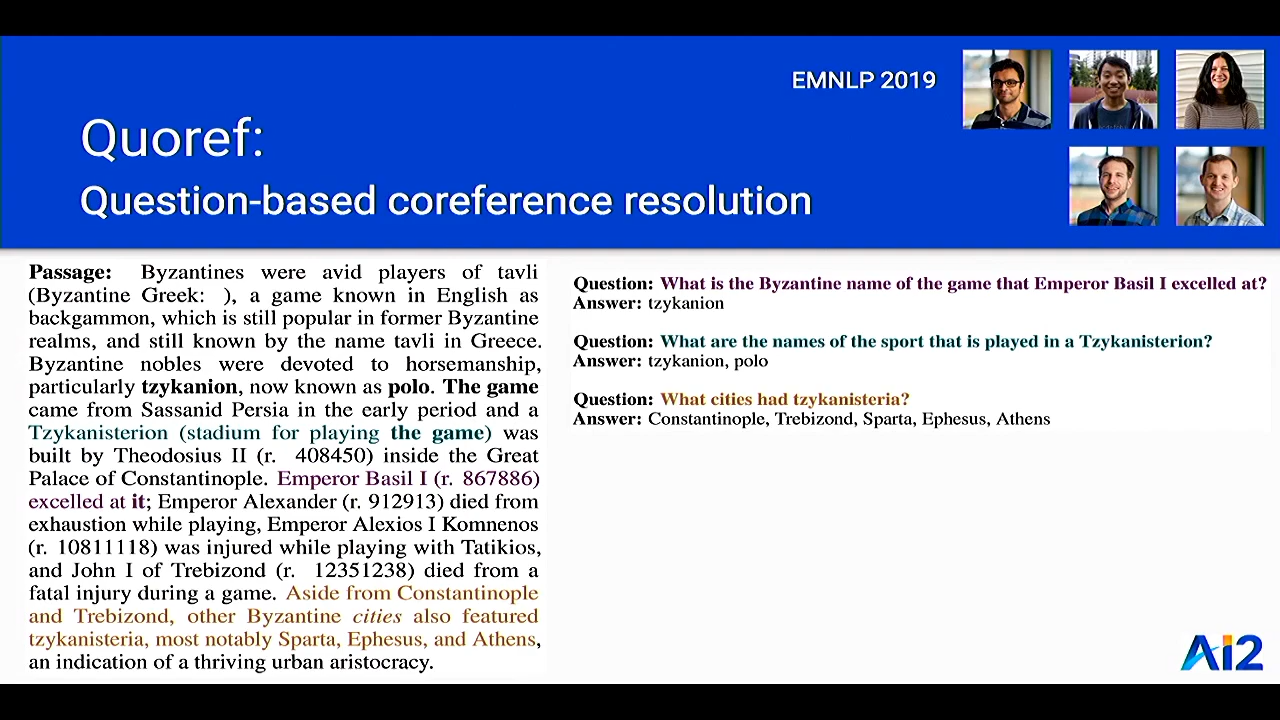 EMNLP 2019
Quoref:
Question-based coreference resolution
Passage: Byzantines were avid players of tavli
(Byzantine Greek: ), a game known in English as
backgammon, which is still popular in former Byzantine
realms, and still known by the name tavli in Greece.
Byzantine nobles were devoted to horsemanship,
particularly tzykanion, now known as polo. The game
came from Sassanid Persia in the early period and a
Tzykanisterion (stadium for playing the game) was
built by Theodosius II (r. 408450) inside the Great
Palace of Constantinople. Emperor Basil I (r. 867886)
excelled at it; Emperor Alexander (r. 912913) died from
exhaustion while playing, Emperor Alexios I Komnenos
(r. 10811118) was injured while playing with Tatikios,
and John I of Trebizond (r. 12351238) died from a
fatal injury during a game. Aside from Constantinople
and Trebizond, other Byzantine cities also featured
tzykanisteria, most notably Sparta, Ephesus, and Athens,
an indication of a thriving urban aristocracy.
Question: What is the Byzantine name of the game that Emperor Basil I excelled at?
Answer: tzykanion
Question: What are the names of the sport that is played in a Tzykanisterion?
Answer: tzykanion, polo
Question: What cities had tzykanisteria?
Answer: Constantinople, Trebizond, Sparta, Ephesus, Athens
Ai2